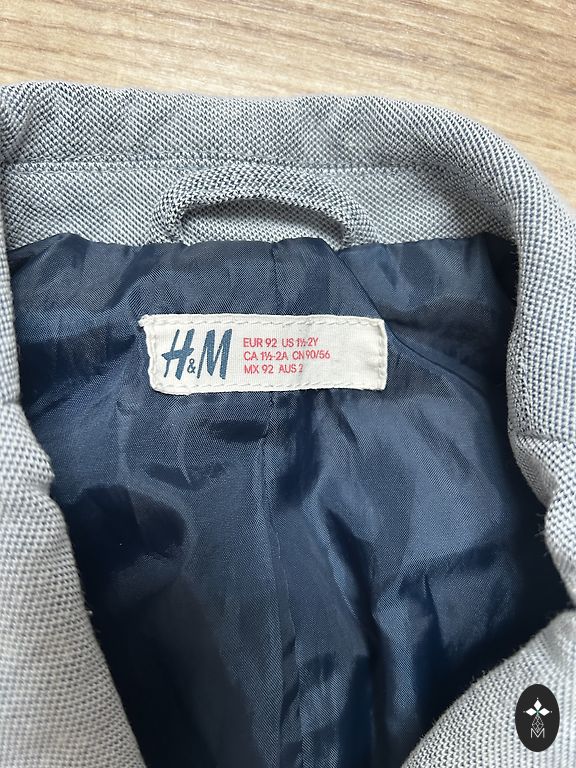 H&M
EUR 92 US 1½-2Y
CA 1½-2A CN 90/56
MX 92 AUS 2